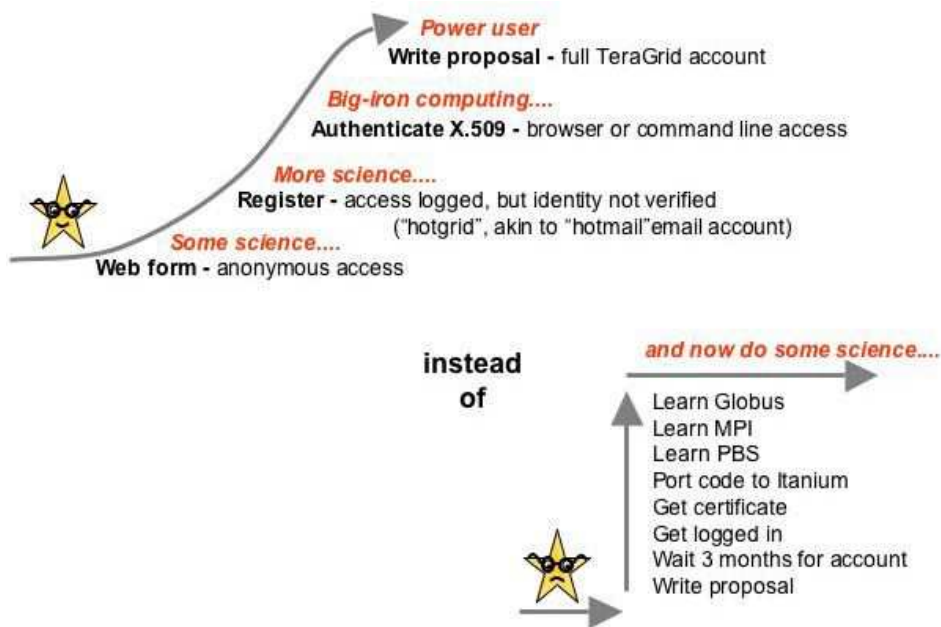 Power user
Write proposal - full TeraGrid account
Big-iron computing....
Authenticate X.509 - browser or command line access
More science....
Register - access logged, but identity not verified
("hotgrid", akin to "hotmail"email account)
Some science....
Web form - anonymous access
instead
of
and now do some science....
Learn Globus
Learn MPI
Learn PBS
Port code to Itanium
Get certificate
Get logged in
Wait 3 months for account
Write proposal